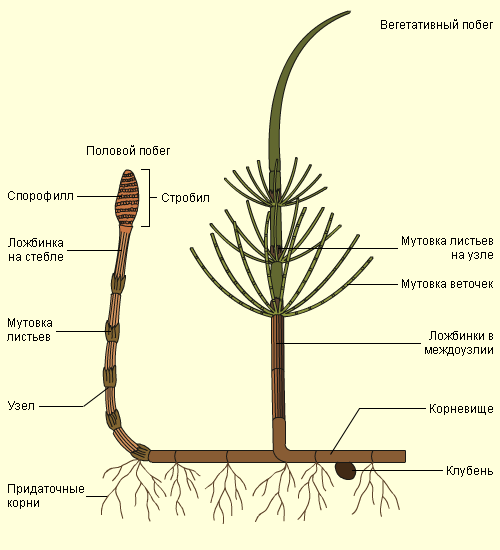 Вегетативный побег
Половой побег
Спорофилл
Стробил
Ложбинка
на стебле
Мутовка листьев
на узле
Мутовка веточек
Мутовка
листьев
Ложбинки в
междоузлии
Узел
Корневище
Клубень
Придаточные
корни